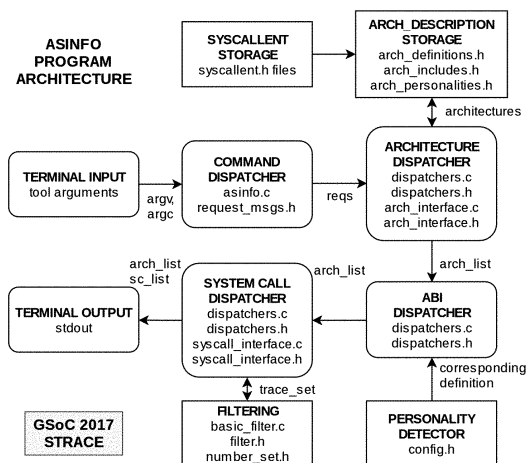 ASINFO
PROGRAM
ARCHITECTURE
SYSCALLENT
STORAGE
syscallent.h files
ARCH_DESCRIPTION
STORAGE
arch_definitions.h
arch_includes.h
arch_personalities.h
architectures
TERMINAL INPUT
tool arguments
argv,
argc
COMMAND
DISPATCHER
asinfo.c
request_msgs.h
reqs
ARCHITECTURE
DISPATCHER
dispatchers.c
dispatchers.h
arch_interface.c
arch_interface.h
arch_list
TERMINAL OUTPUT
stdout
arch_list
sc_list
SYSTEM CALL
DISPATCHER
dispatchers.c
dispatchers.h
syscall_interface.c
syscall_interface.h
arch_list
ABI
DISPATCHER
dispatchers.c
dispatchers.h
trace_set
corresponding
definition
GSoC 2017
STRACE
FILTERING
basic_filter.c
filter.h
number_set.h
PERSONALITY
DETECTOR
config.h